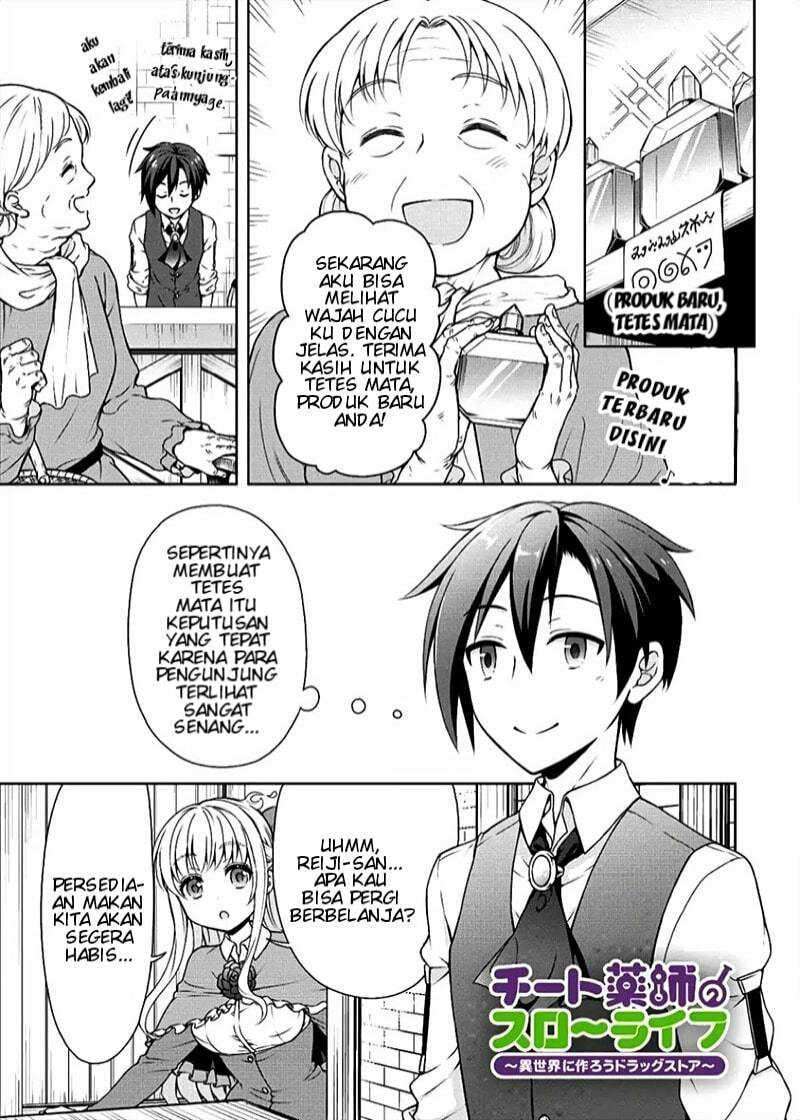 (PRODUK BARU,
TETES MATA)
PRODUK
TERBARU
DISINI
SEKARANG
AKU BISA
MELIHAT
WAJAH CUCU
KU DENGAN
JELAS. TERIMA
KASIH UNTUK
TETES MATA,
PRODUK BARU
ANDA!
terima kasih
atas kunjung-
paannyage.
aku
akan
kembali
lagi?
SEPERTINYA
MEMBUAT
TETES
MATA ITU
KEPUTUSAN
YANG TEPAT
KARENA PARA
PENGUNJUNG
TERLIHAT
SANGAT
SENANG...
UHMM,
REIJI-SAN...
APA KAU
BISA PERGI
BERBELANJA?
PERSEDIA-
AN MAKAN
KITA AKAN
SEGERA
HABIS...
チート薬師の
スローライフ
～異世界に作ろうドラッグストア～